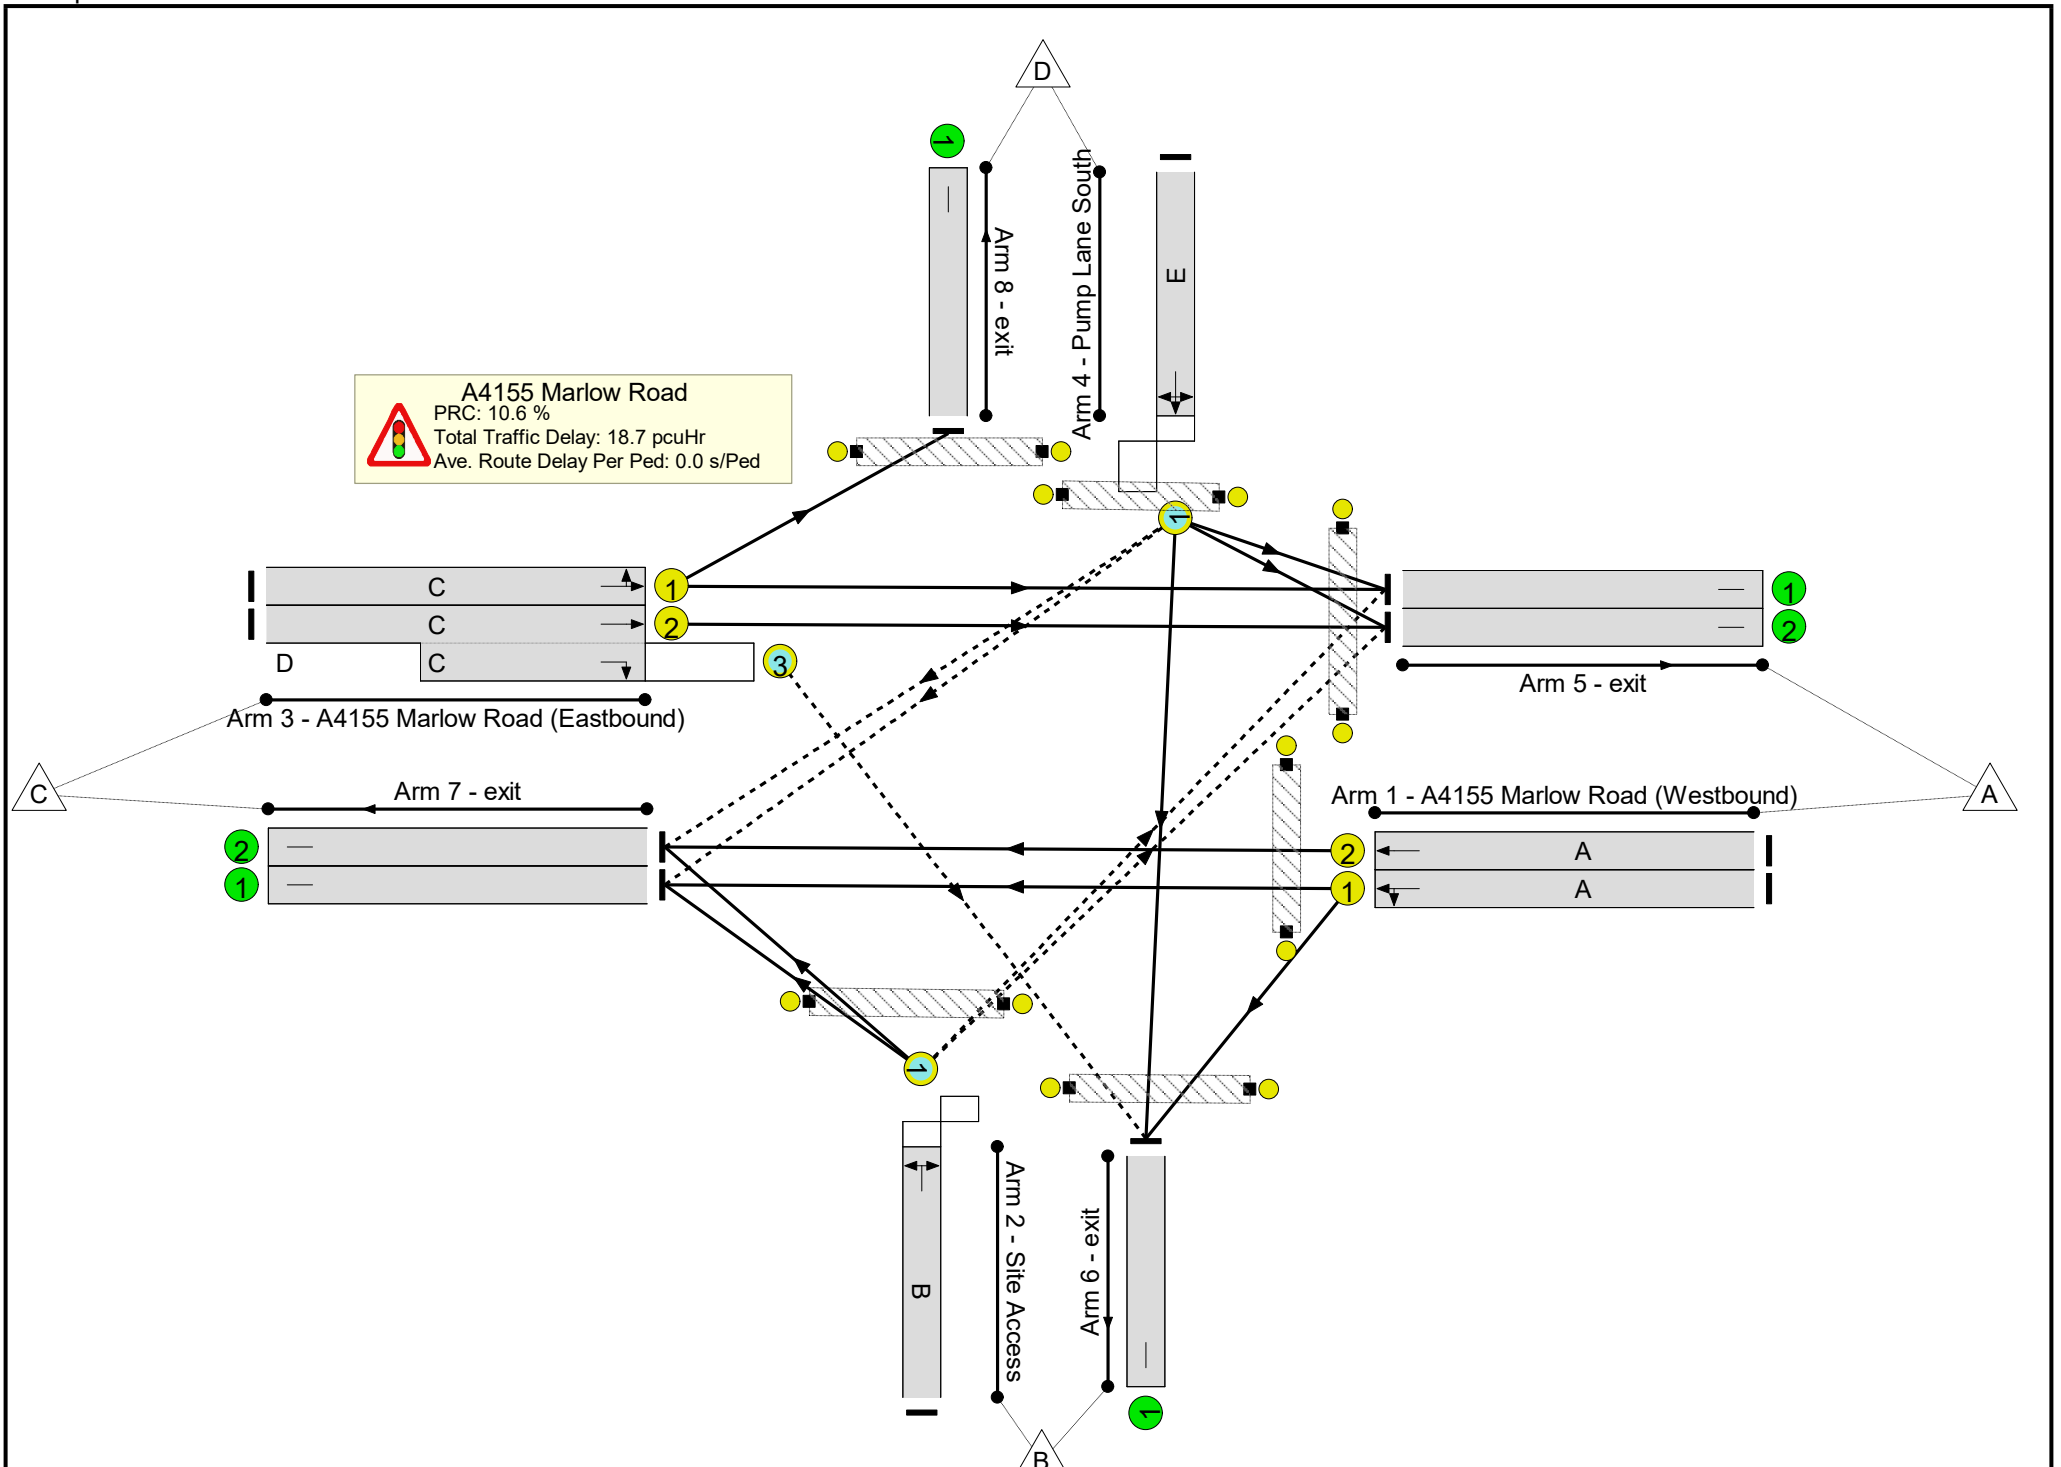 D
1
Arm 8 - exit
Arm 4 - Pump Lane South
E
A4155 Marlow Road
PRC: 10.6 %
Total Traffic Delay: 18.7 pcuHr
Ave. Route Delay Per Ped: 0.0 s/Ped
1
C
1
1
C
2
2
D
C
3
Arm 3 - A4155 Marlow Road (Eastbound)
Arm 5 - exit
C
Arm 7 - exit
Arm 1 - A4155 Marlow Road (Westbound)
A
2
2
A
1
1
A
1
B
Arm 2 - Site Access
Arm 6 - exit
1
B